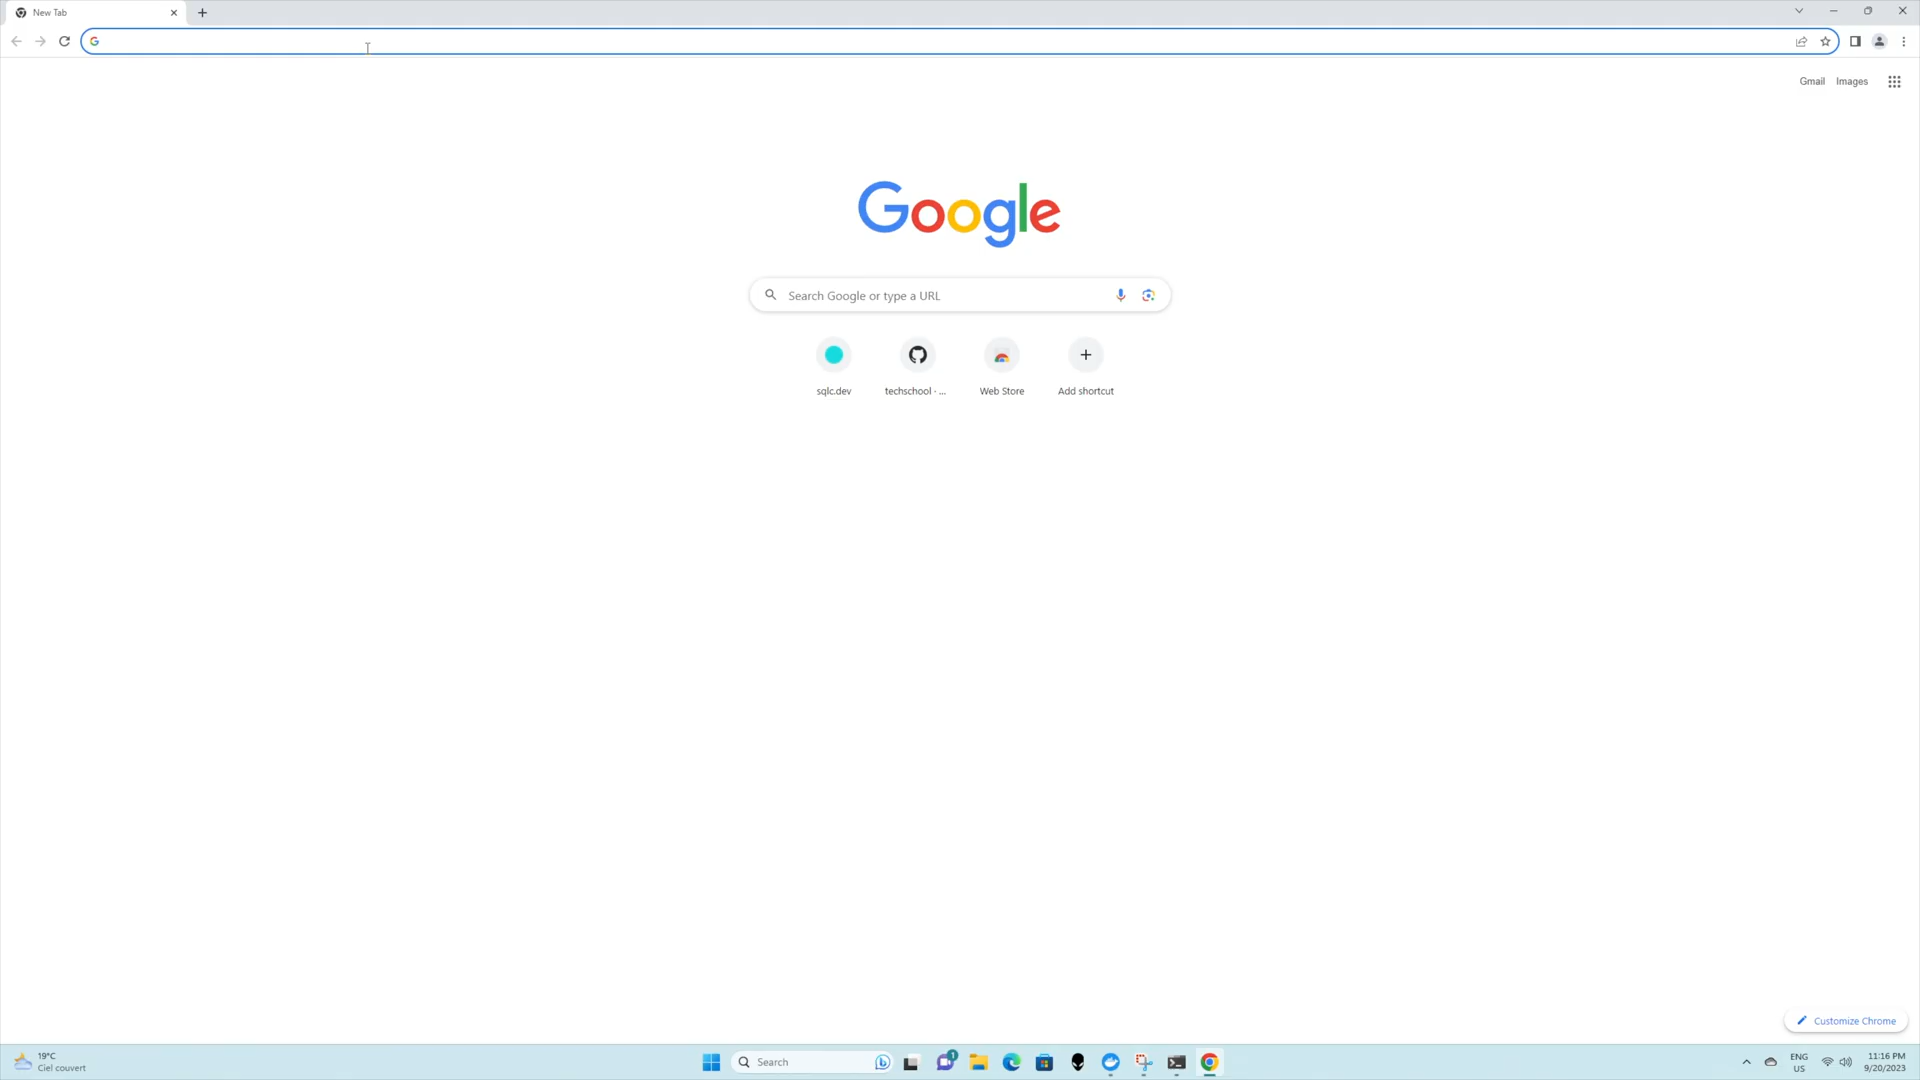 New Tab
Gmail Images
Google
Search Google or type a URL
sqlc.dev
techschool · ...
Web Store
Add shortcut
Customize Chrome
19°C
Ciel couvert
Search
1
ENG
US
11:16 PM
9/20/2023